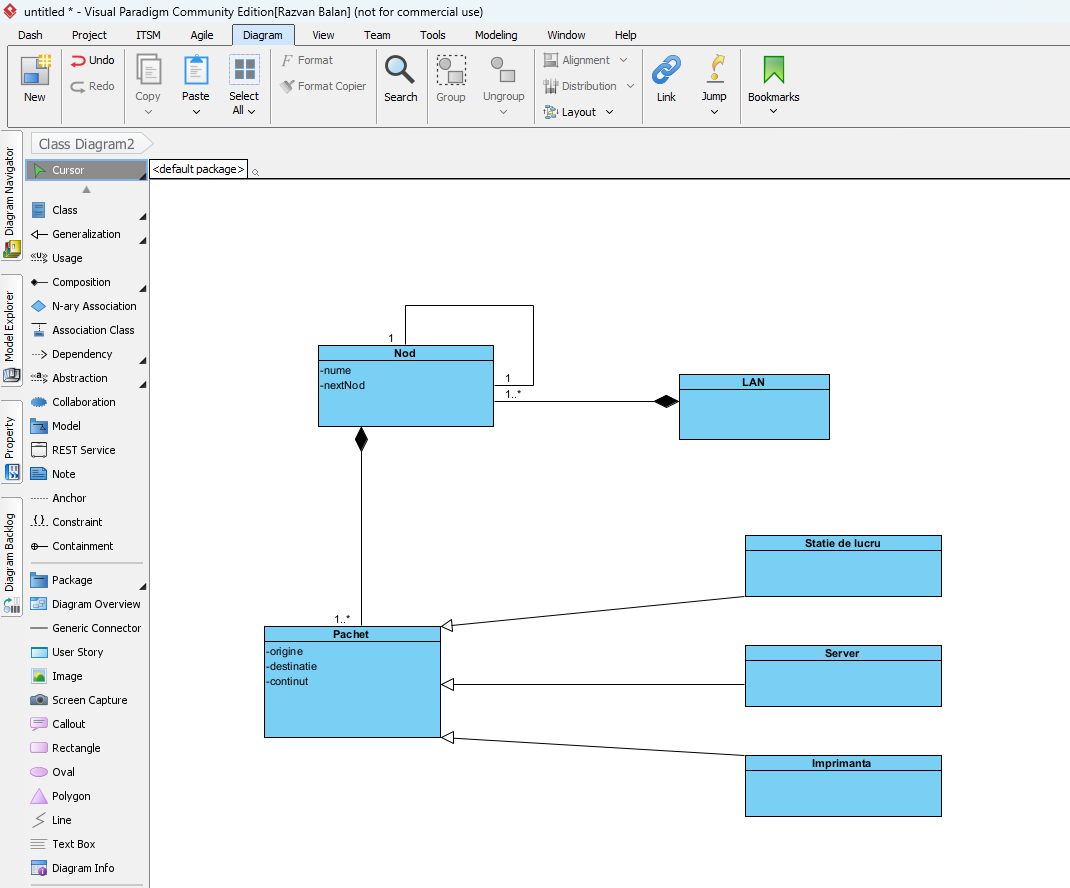 untitled * - Visual Paradigm Community Edition[Razvan Balan] (not for commercial use)
Dash Project ITSM Agile Diagram View Team Tools Modeling Window Help
New
Undo
Redo
Copy
Paste
Select
All
Format
Format Copier
Search
Group
Ungroup
Alignment
Distribution
Layout
Link
Jump
Bookmarks
Diagram Navigator
Model Explorer
Property
Diagram Backlog
Class Diagram2
<default package>
Cursor
Class
Generalization
«U» Usage
Composition
N-ary Association
Association Class
Dependency
«a» Abstraction
Collaboration
Model
REST Service
Note
Anchor
{} Constraint
Containment
Package
Diagram Overview
Generic Connector
User Story
Image
Screen Capture
Callout
Rectangle
Oval
Polygon
Line
Text Box
Diagram Info
1
Nod
-nume
-nextNod
1
1..*
LAN
1..*
Pachet
-origine
-destinatie
-continut
Statie de lucru
Server
Imprimanta